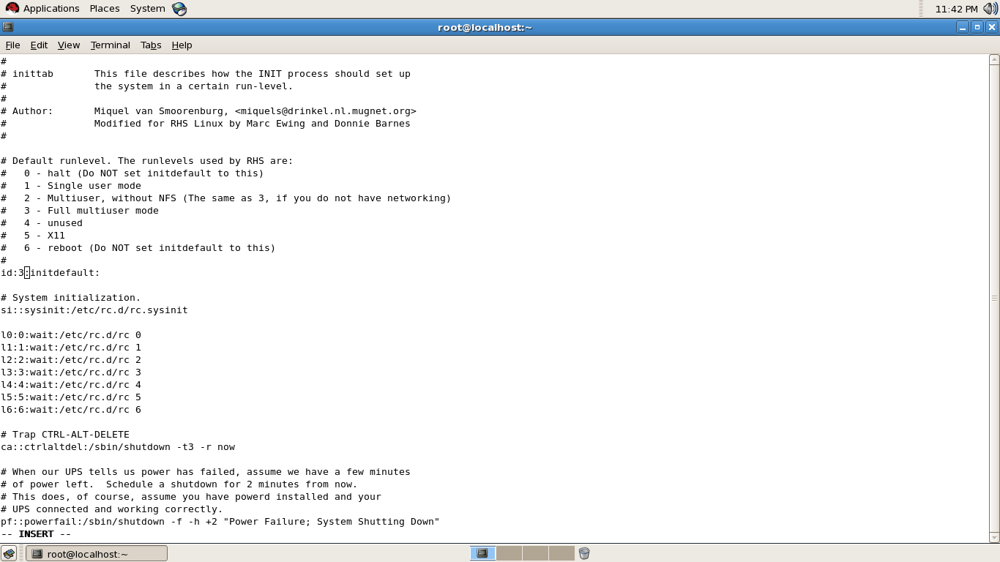 Applications Places System 11:42 PM
root@localhost:~
File Edit View Terminal Tabs Help
#
# inittab       This file describes how the INIT process should set up
#               the system in a certain run-level.
#
# Author:       Miquel van Smoorenburg, <miquels@drinkel.nl.mugnet.org>
#               Modified for RHS Linux by Marc Ewing and Donnie Barnes
#
# Default runlevel. The runlevels used by RHS are:
#   0 - halt (Do NOT set initdefault to this)
#   1 - Single user mode
#   2 - Multiuser, without NFS (The same as 3, if you do not have networking)
#   3 - Full multiuser mode
#   4 - unused
#   5 - X11
#   6 - reboot (Do NOT set initdefault to this)
#
id:3:initdefault:
# System initialization.
si::sysinit:/etc/rc.d/rc.sysinit
l0:0:wait:/etc/rc.d/rc 0
l1:1:wait:/etc/rc.d/rc 1
l2:2:wait:/etc/rc.d/rc 2
l3:3:wait:/etc/rc.d/rc 3
l4:4:wait:/etc/rc.d/rc 4
l5:5:wait:/etc/rc.d/rc 5
l6:6:wait:/etc/rc.d/rc 6
# Trap CTRL-ALT-DELETE
ca::ctrlaltdel:/sbin/shutdown -t3 -r now
# When our UPS tells us power has failed, assume we have a few minutes
# of power left.  Schedule a shutdown for 2 minutes from now.
# This does, of course, assume you have powerd installed and your
# UPS connected and working correctly.
pf::powerfail:/sbin/shutdown -f -h +2 "Power Failure; System Shutting Down"
-- INSERT --
root@localhost:~